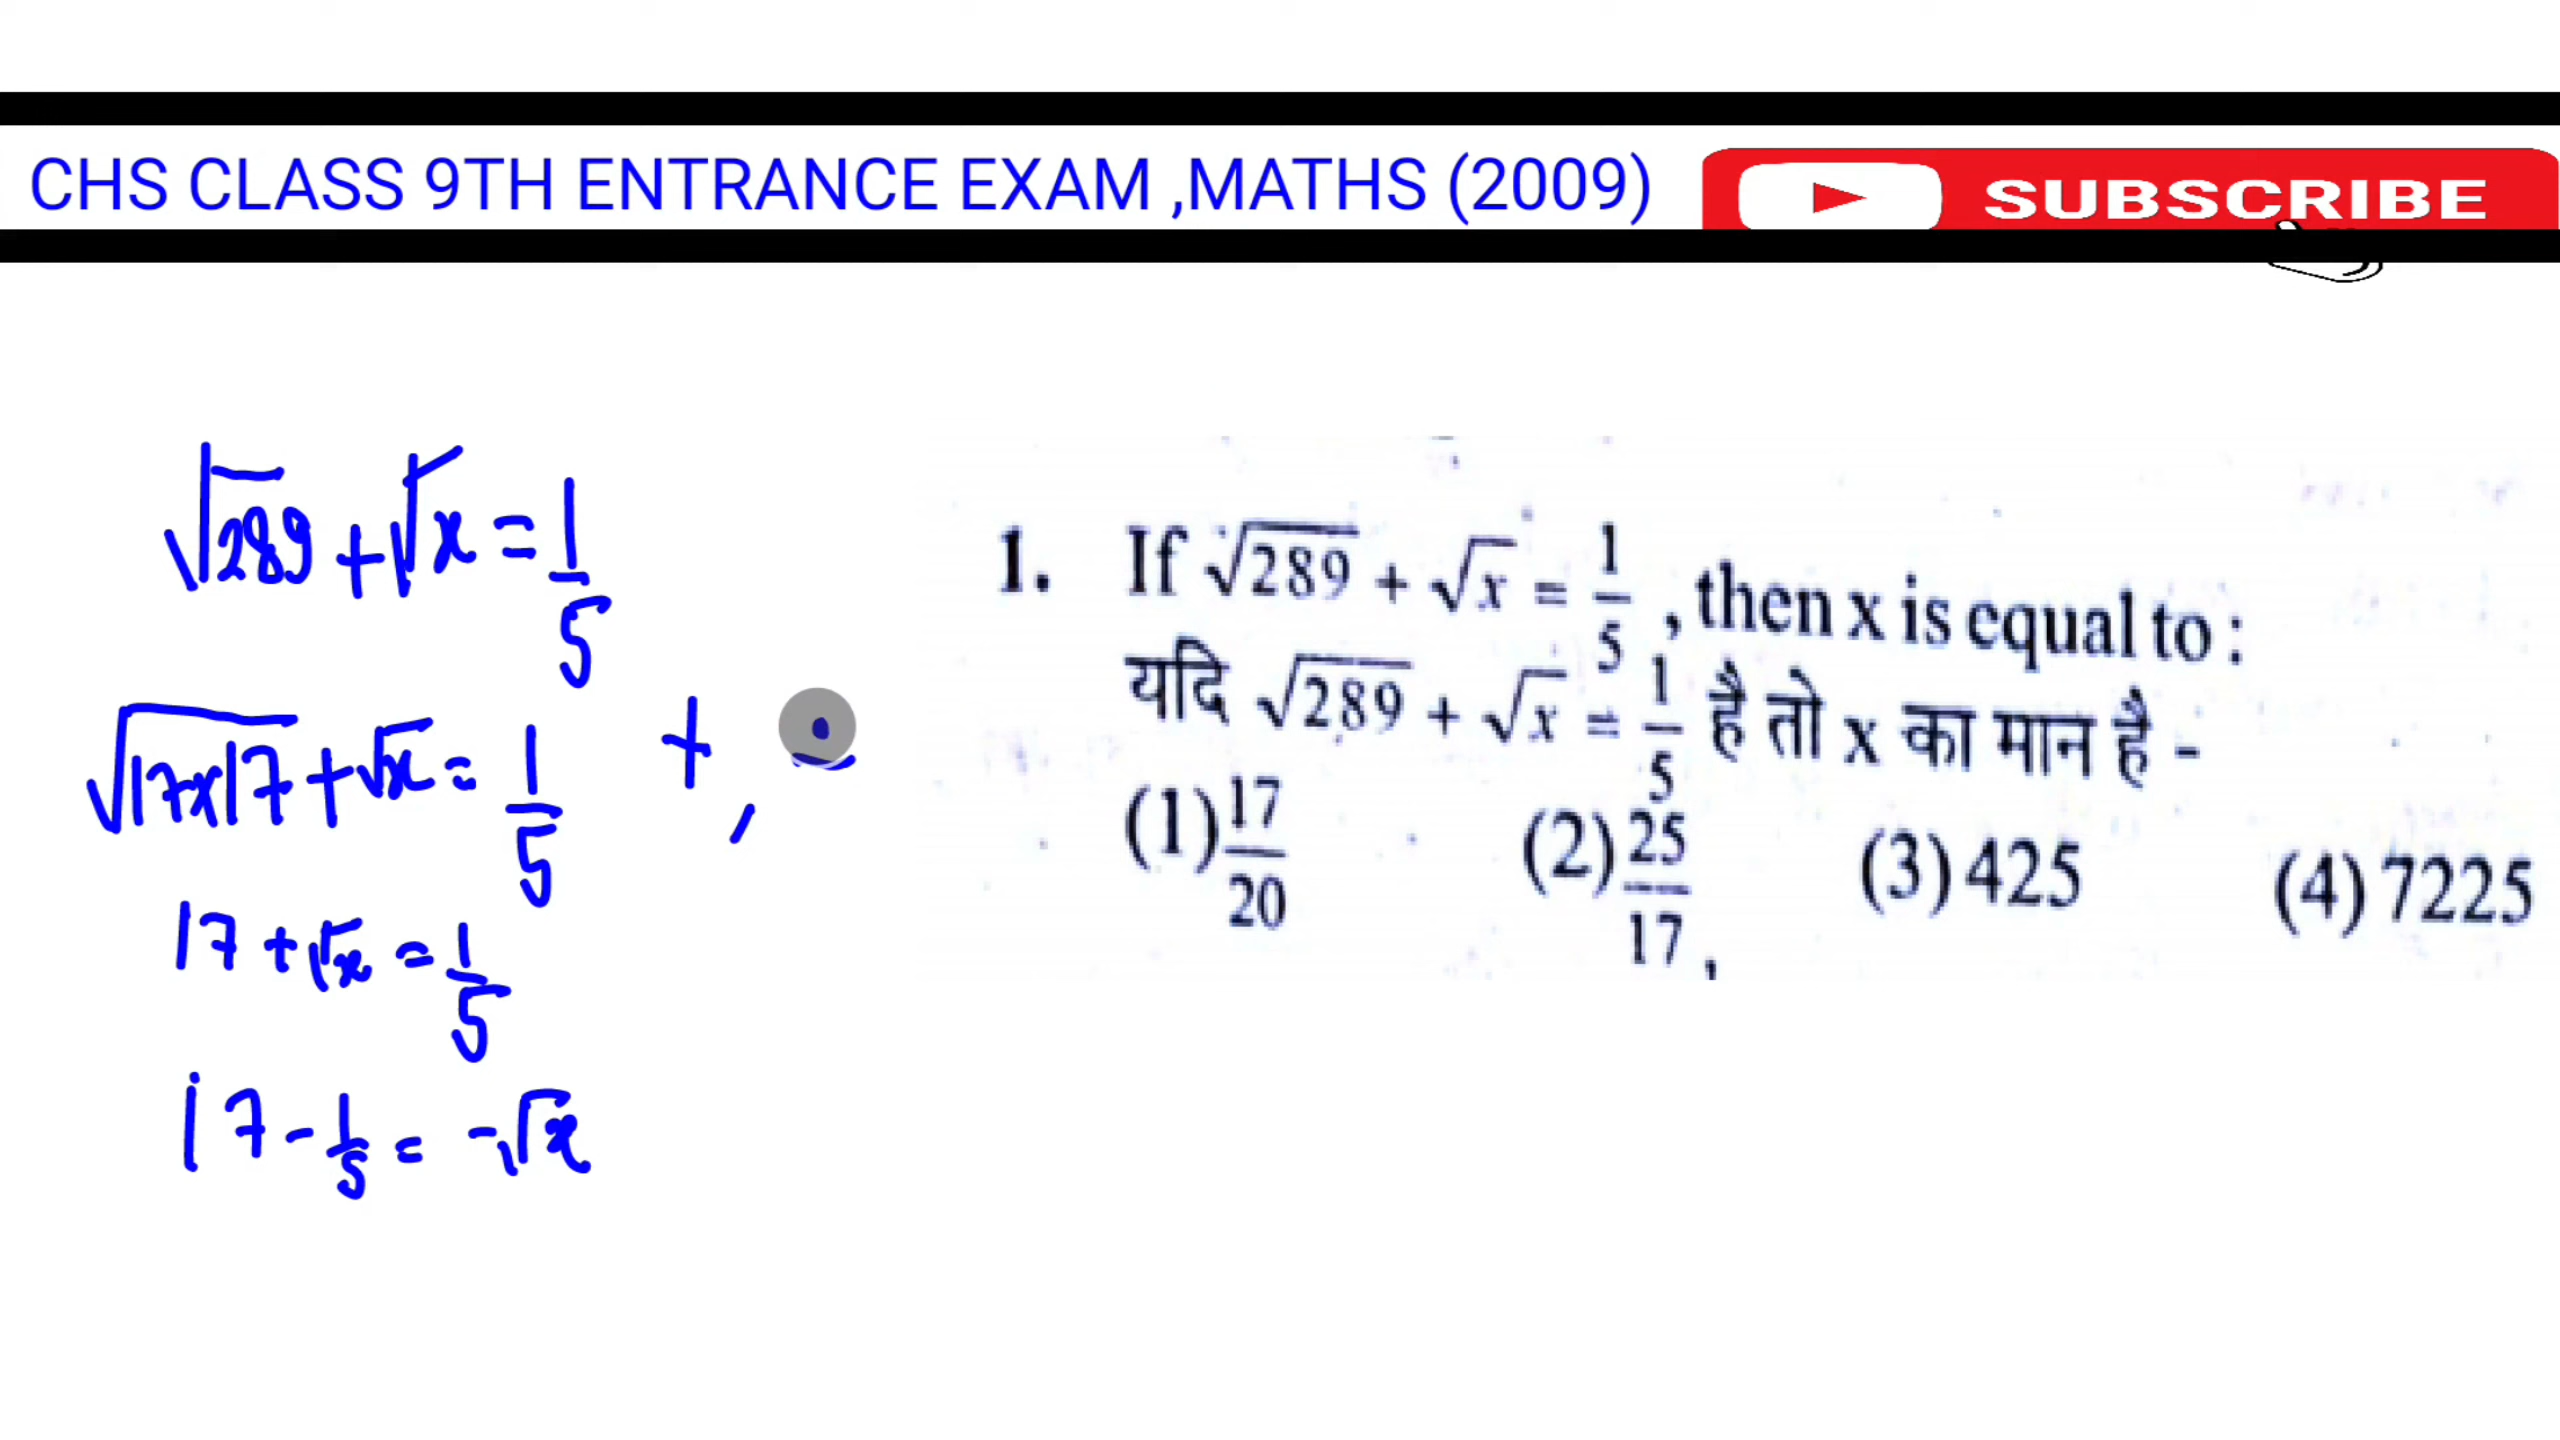 CHS CLASS 9TH ENTRANCE EXAM ,MATHS (2009)
SUBSCRIBE
√289 + √x = 1/5
√17x17 + √x = 1/5
17 + √x = 1/5
17 - 1/5 = -√x
+ ,
1. If √289 + √x = 1/5 , then x is equal to :
यदि √289 + √x = 1/5 है तो x का मान है -
(1) 17/20 (2) 25/17 , (3) 425 (4) 7225